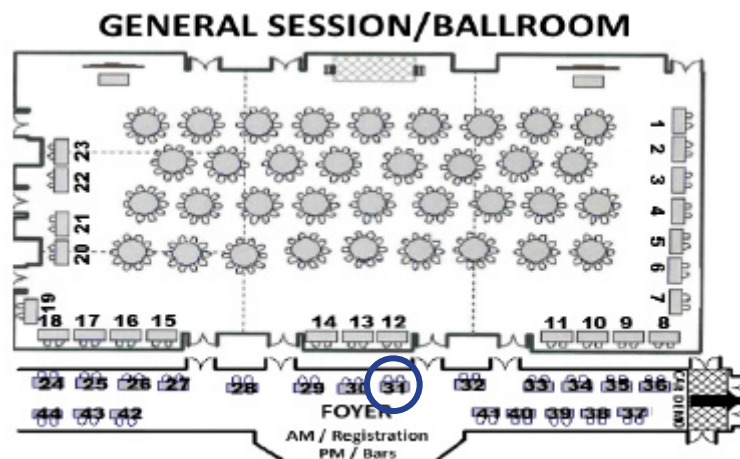 GENERAL SESSION/BALLROOM
1
23
2
22
3
21
4
20
5
6
19
7
18 17 16 15 14 13 12 11 10 9 8
24 25 26 27 28 29 30 31 32 33 34 35 36
44 43 42 FOYER 41 40 39 38 37
AM / Registration
PM / Bars